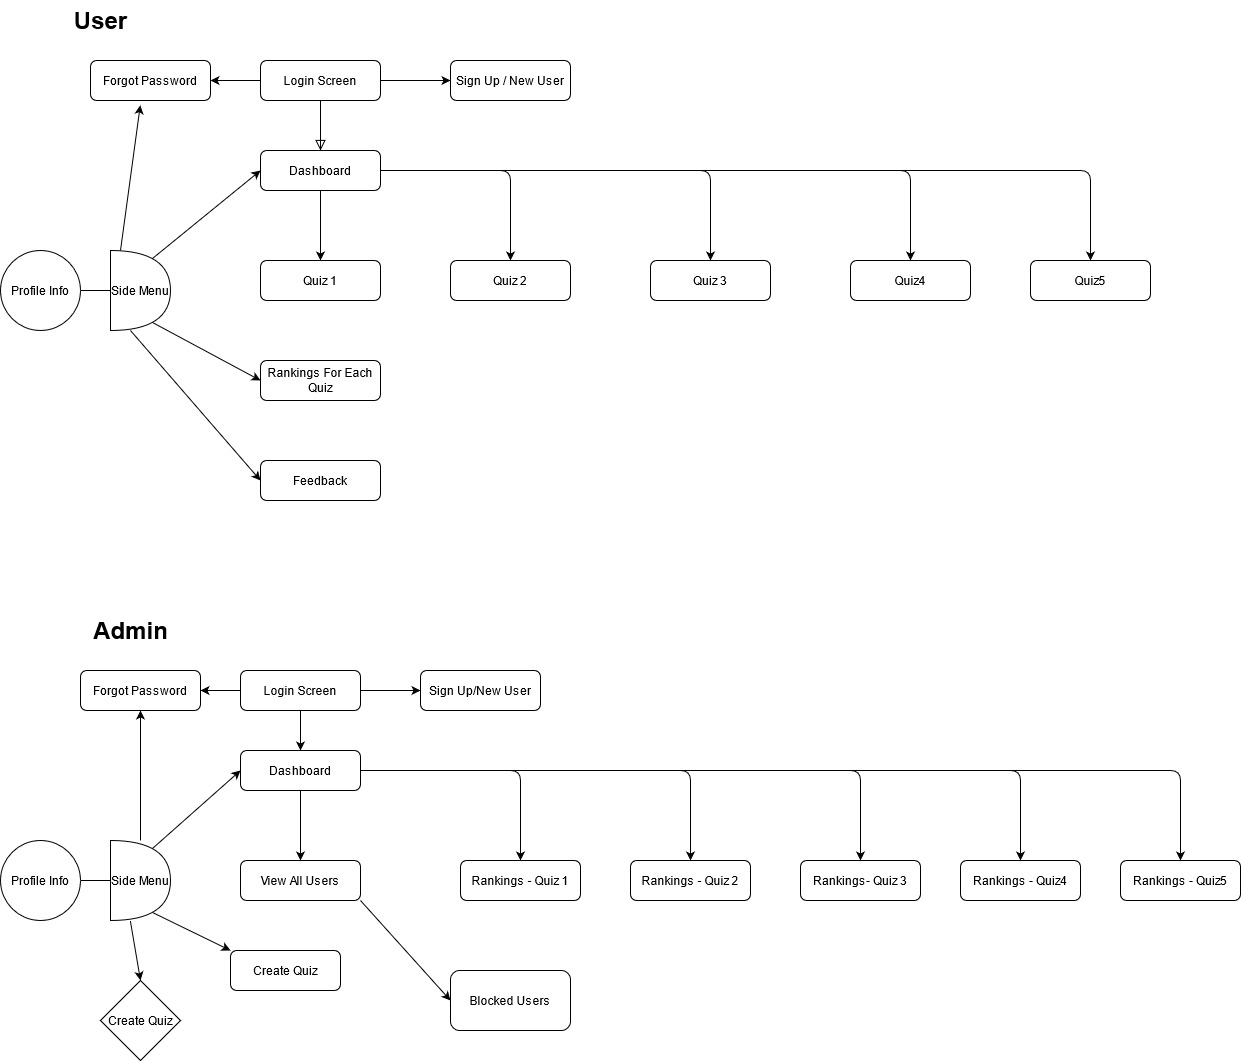 User
Forgot Password
Login Screen
Sign Up / New User
Dashboard
Profile Info
Side Menu
Quiz 1
Quiz 2
Quiz 3
Quiz4
Quiz5
Rankings For Each
Quiz
Feedback
Admin
Forgot Password
Login Screen
Sign Up/New User
Dashboard
Profile Info
Side Menu
View All Users
Rankings - Quiz 1
Rankings - Quiz 2
Rankings- Quiz 3
Rankings - Quiz4
Rankings - Quiz5
Create Quiz
Blocked Users
Create Quiz